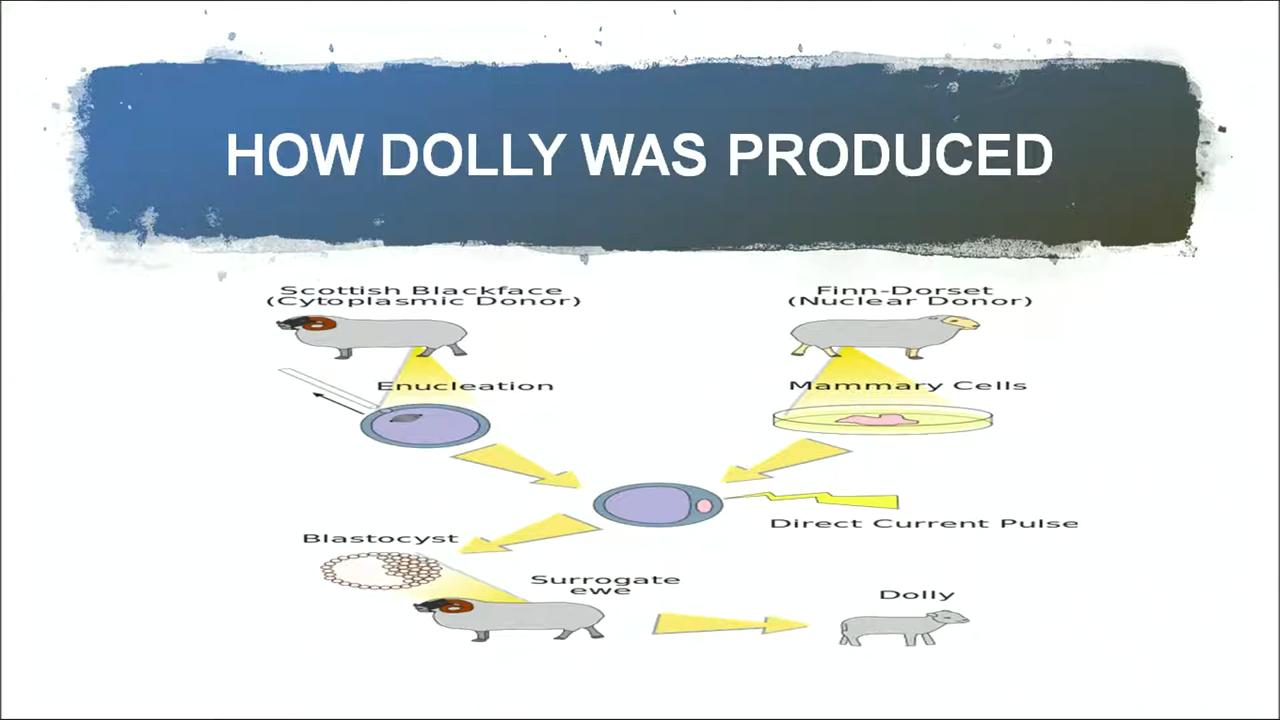 HOW DOLLY WAS PRODUCED
Scottish Blackface
(Cytoplasmic Donor)
Finn-Dorset
(Nuclear Donor)
Enucleation
Mammary Cells
Direct Current Pulse
Blastocyst
Surrogate
ewe
Dolly